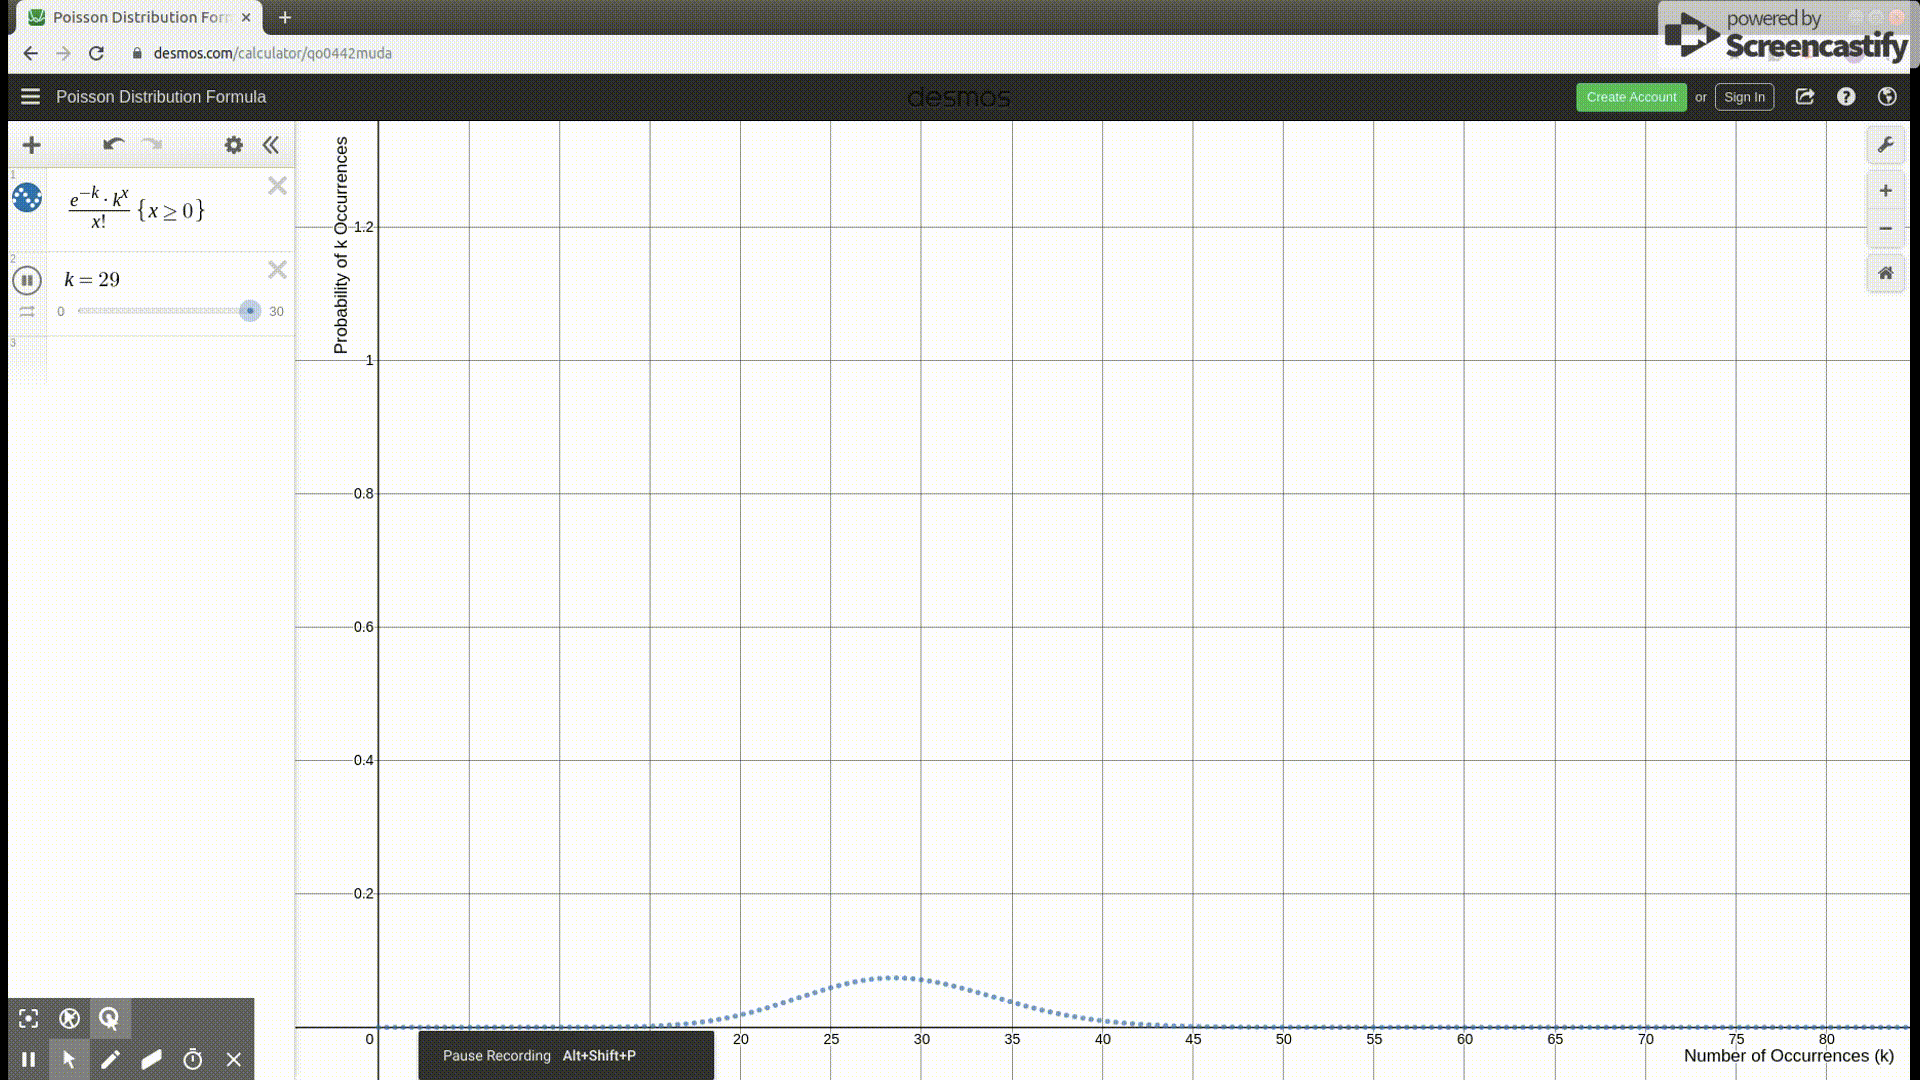 Poisson Distribution For
powered by
Screencastify
desmos.com/calculator/qo0442muda
Poisson Distribution Formula
desmos
Create Account or Sign In
1
e^{-k} · k^x
x! {x ≥ 0}
2
k = 29
0 30
3
Probability of k Occurrences
1.2
1
0.8
0.6
0.4
0.2
0 20 25 30 35 40 45 50 55 60 65 70 75 80
Number of Occurrences (k)
Pause Recording Alt+Shift+P